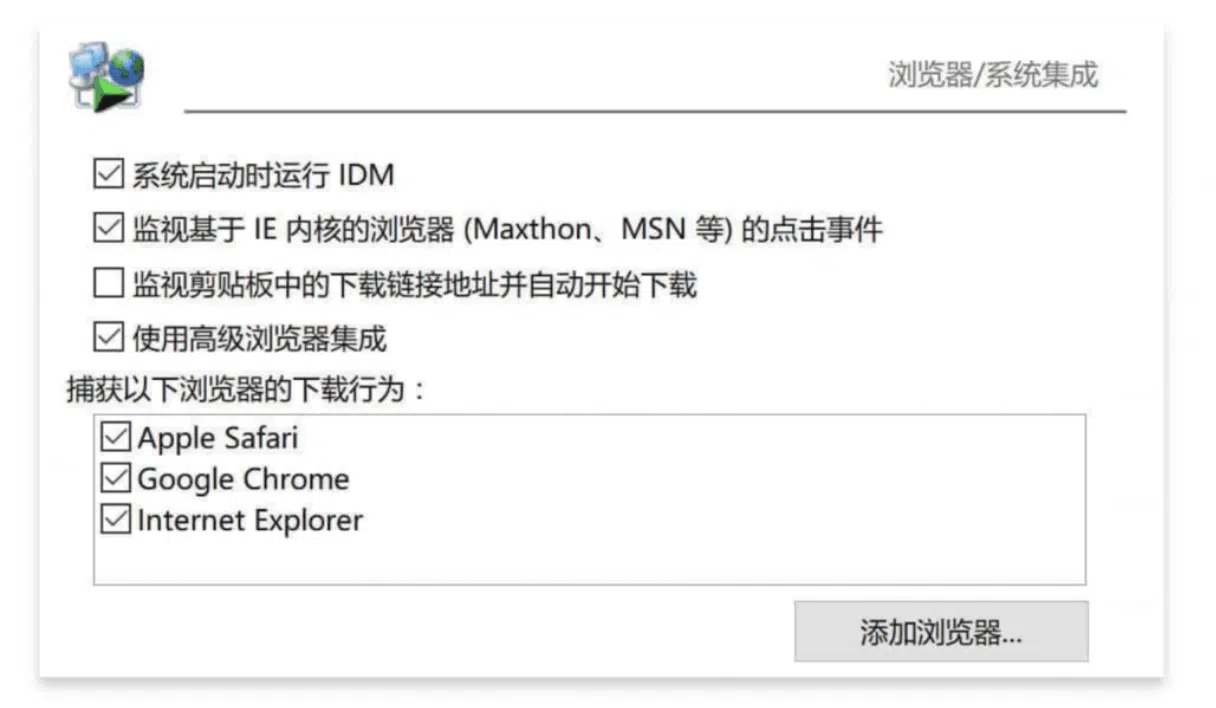 浏览器/系统集成
系统启动时运行 IDM
监视基于 IE 内核的浏览器 (Maxthon、MSN 等) 的点击事件
监视剪贴板中的下载链接地址并自动开始下载
使用高级浏览器集成
捕获以下浏览器的下载行为：
Apple Safari
Google Chrome
Internet Explorer
添加浏览器...